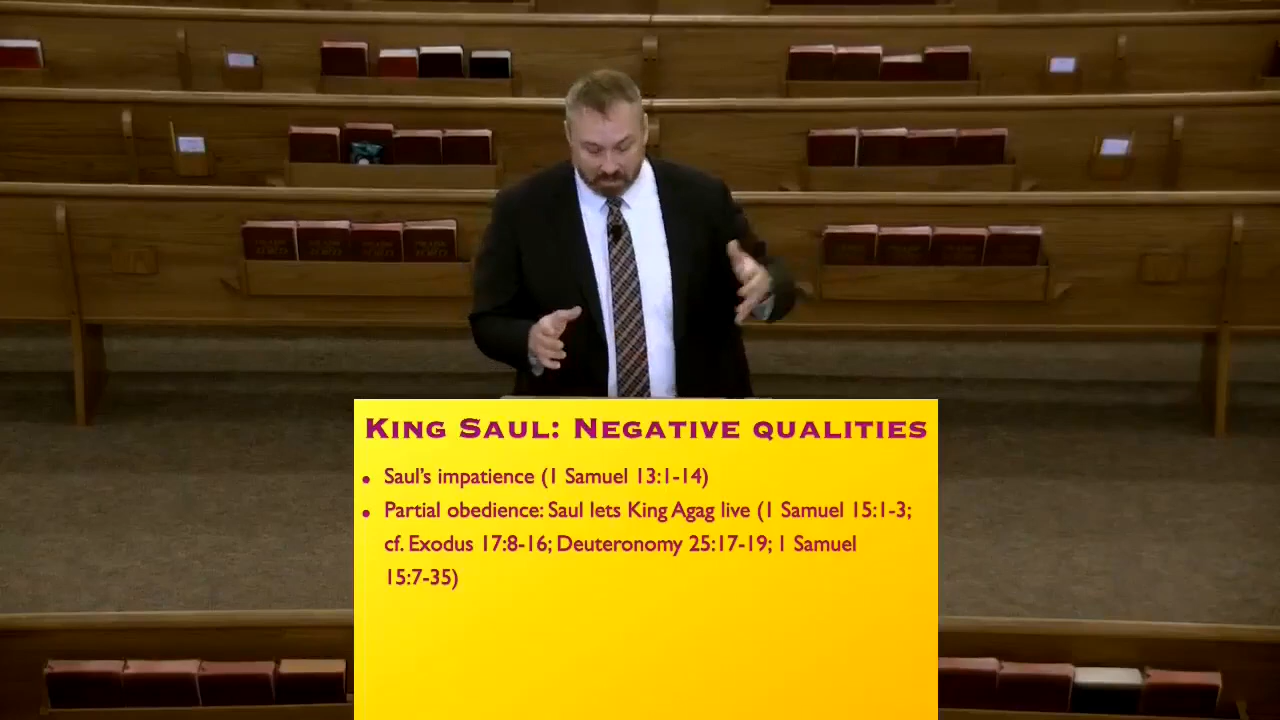 King Saul: Negative qualities
• Saul's impatience (1 Samuel 13:1-14)
• Partial obedience: Saul lets King Agag live (1 Samuel 15:1-3;
cf. Exodus 17:8-16; Deuteronomy 25:17-19; 1 Samuel
15:7-35)